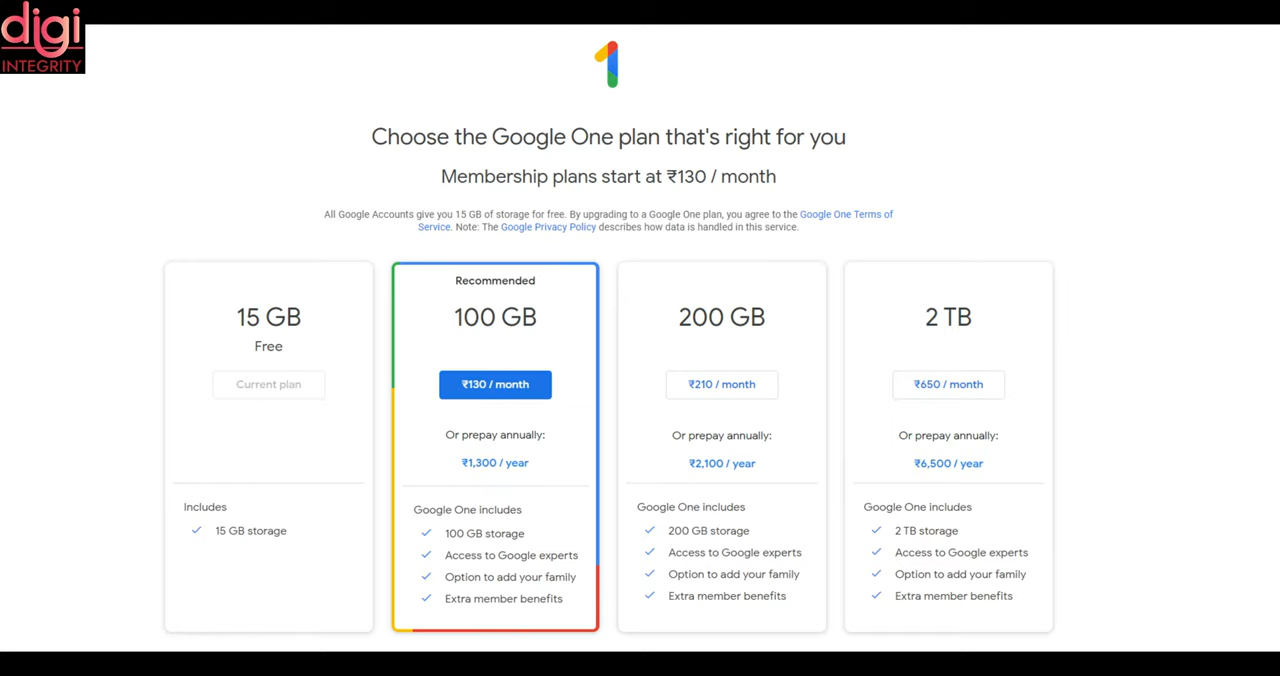 digi
INTEGRITY
Choose the Google One plan that's right for you
Membership plans start at ₹130 / month
All Google Accounts give you 15 GB of storage for free. By upgrading to a Google One plan, you agree to the Google One Terms of
Service. Note: The Google Privacy Policy describes how data is handled in this service.
15 GB
Free
Current plan
Includes
15 GB storage
Recommended
100 GB
₹130 / month
Or prepay annually:
₹1,300 / year
Google One includes
100 GB storage
Access to Google experts
Option to add your family
Extra member benefits
200 GB
₹210 / month
Or prepay annually:
₹2,100 / year
Google One includes
200 GB storage
Access to Google experts
Option to add your family
Extra member benefits
2 TB
₹650 / month
Or prepay annually:
₹6,500 / year
Google One includes
2 TB storage
Access to Google experts
Option to add your family
Extra member benefits